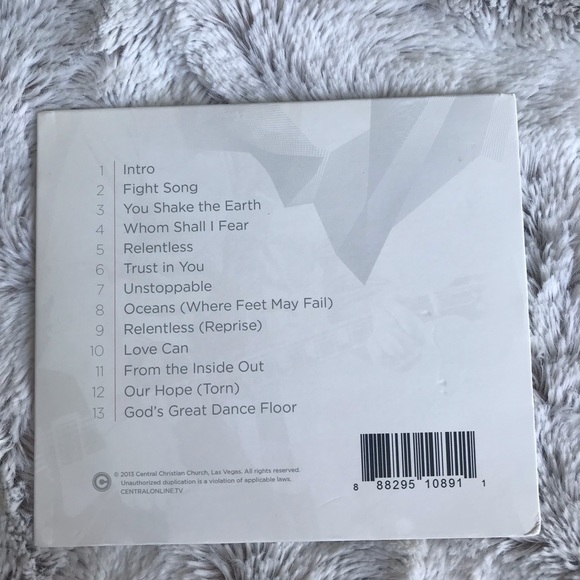 1 Intro
2 Fight Song
3 You Shake the Earth
4 Whom Shall I Fear
5 Relentless
6 Trust in You
7 Unstoppable
8 Oceans (Where Feet May Fail)
9 Relentless (Reprise)
10 Love Can
11 From the Inside Out
12 Our Hope (Torn)
13 God's Great Dance Floor
C © 2013 Central Christian Church, Las Vegas. All rights reserved.
Unauthorized duplication is a violation of applicable laws.
CENTRALONLINE.TV
8 88295 10891 1